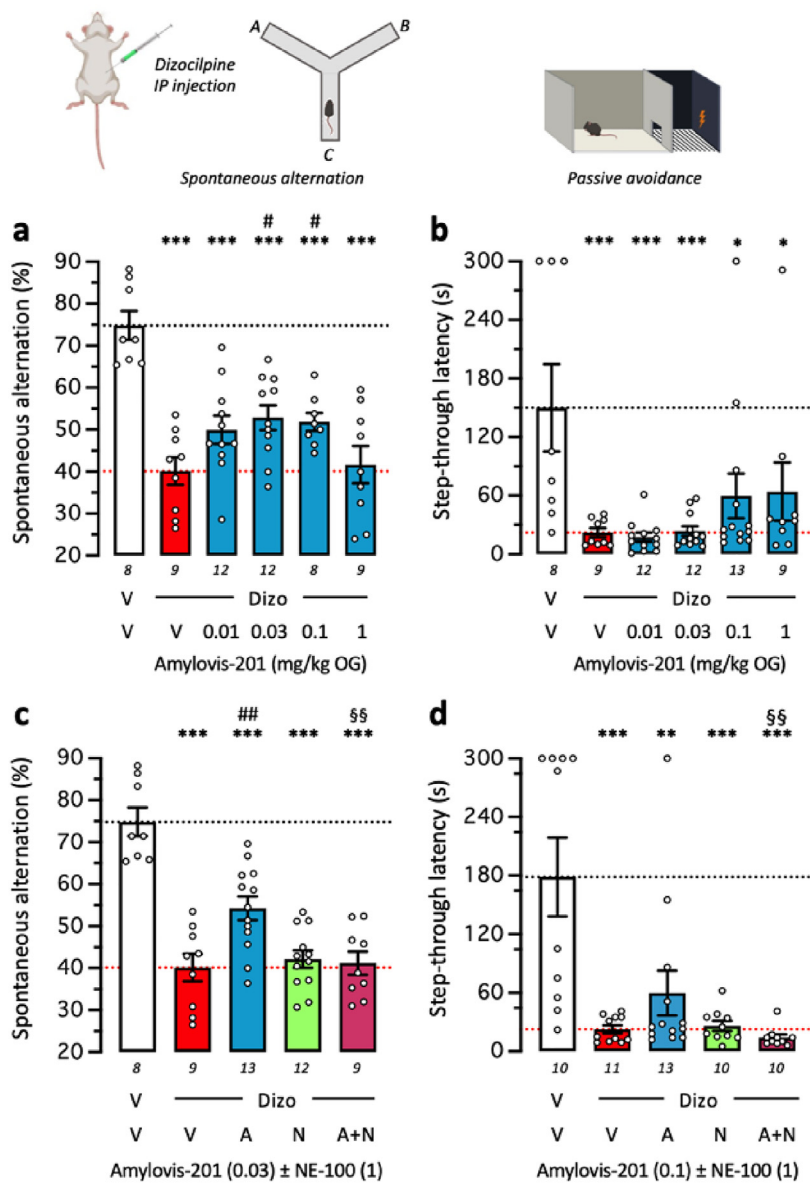 A
B
Dizocilpine
IP injection
C
Spontaneous alternation
Passive avoidance
a
# #
*** *** *** *** ***
Spontaneous alternation (%)
90
80
70
60
50
40
30
20
8 9 12 12 8 9
V Dizo
V V 0.01 0.03 0.1 1
Amylovis-201 (mg/kg OG)
b
*** *** *** * *
Step-through latency (s)
300
240
180
120
60
0
8 9 12 12 13 9
V Dizo
V V 0.01 0.03 0.1 1
Amylovis-201 (mg/kg OG)
c
## §§
*** *** *** ***
Spontaneous alternation (%)
90
80
70
60
50
40
30
20
8 9 13 12 9
V Dizo
V V A N A+N
Amylovis-201 (0.03) ± NE-100 (1)
d
§§
*** ** *** ***
Step-through latency (s)
300
240
180
120
60
0
10 11 13 10 10
V Dizo
V V A N A+N
Amylovis-201 (0.1) ± NE-100 (1)